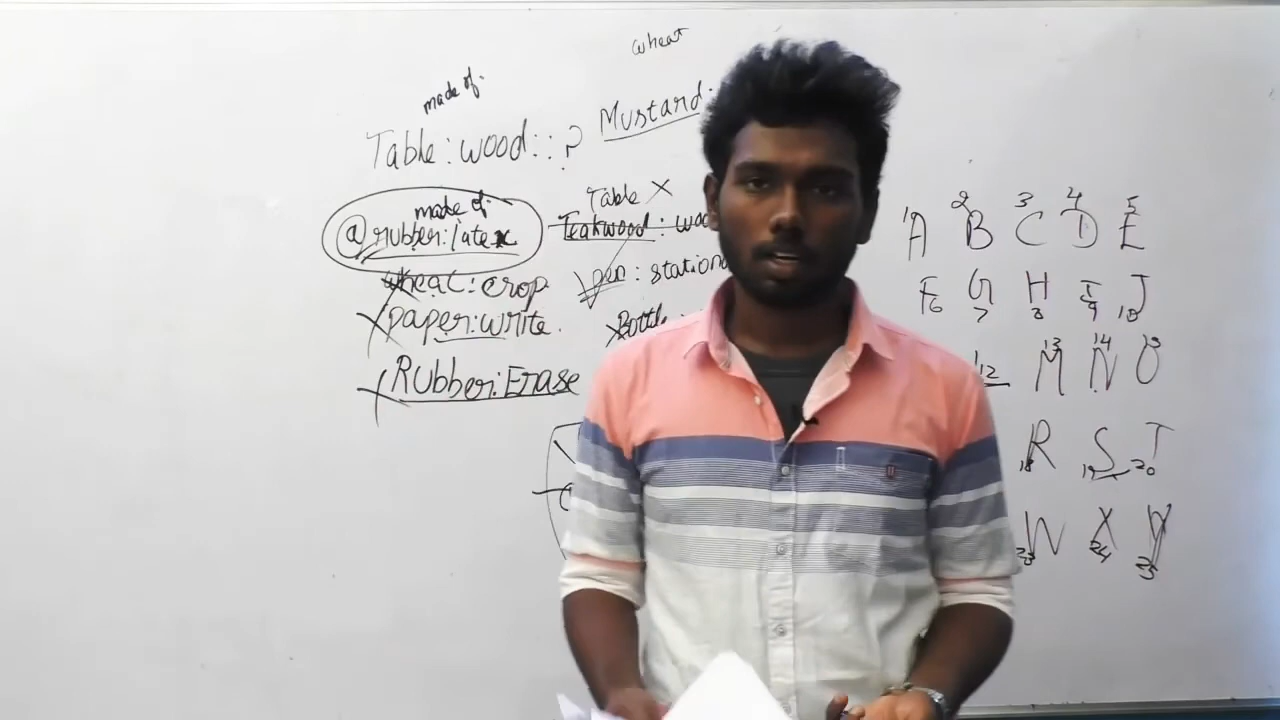 wheat
made of.
Table : wood : : ?
Mustard
made of
@ rubber : latex
wheat : crop
paper : write.
Rubber : Erase
Table X
Teakwood :
pen :
Bottle
1 A 2 B 3 C 4 D 5 E
F 6 G 7 H 8 I 9 J 10
12 13 M 14 N O
18 R 19 S 20 T
23 W 24 X 25 Y